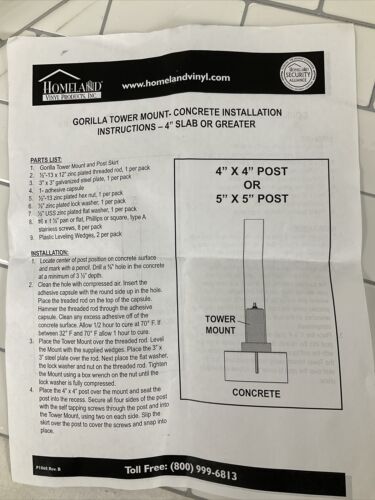 HOMELAND
VINYL PRODUCTS, INC.
www.homelandvinyl.com
HOMELAND
SECURITY
ALLIANCE
GORILLA TOWER MOUNT- CONCRETE INSTALLATION
INSTRUCTIONS – 4" SLAB OR GREATER
PARTS LIST:
1. Gorilla Tower Mount and Post Skirt
2. ½"-13 x 12" zinc plated threaded rod, 1 per pack
3. 3" x 3" galvanized steel plate, 1 per pack
4. 1- adhesive capsule
5. ½"-13 zinc plated hex nut, 1 per pack
6. ½" zinc plated lock washer, 1 per pack
7. ½" USS zinc plated flat washer, 1 per pack
8. #6 x 1 ½" pan or flat, Phillips or square, type A
stainless screws, 8 per pack
9. Plastic Leveling Wedges, 2 per pack
INSTALLATION:
1. Locate center of post position on concrete surface
and mark with a pencil. Drill a hole in the concrete
at a minimum of 3 ½" depth.
2. Clean the hole with compressed air. Insert the
adhesive capsule with the round side up in the hole.
Place the treaded rod on the top of the capsule.
Hammer the threaded rod through the adhesive
capsule. Clean any excess adhesive off of the
concrete surface. Allow 1/2 hour to cure at 70° F. If
between 32° F and 70° F allow 1 hour to cure.
3. Place the Tower Mount over the threaded rod. Level
the Mount with the supplied wedges. Place the 3" x
3" steel plate over the rod. Next place the flat washer,
the lock washer and nut on the threaded rod. Tighten
the Mount using a box wrench on the nut until the
lock washer is fully compressed.
4. Place the 4" x 4" post over the mount and seat the
post into the recess. Secure all four sides of the post
with the self tapping screws through the post and into
the Tower Mount, using two on each side. Slip the
skirt over the post to cover the screws and snap into
place.
4" X 4" POST
OR
5" X 5" POST
TOWER
MOUNT
CONCRETE
P1060 Rev. B
Toll Free: (800) 999-6813